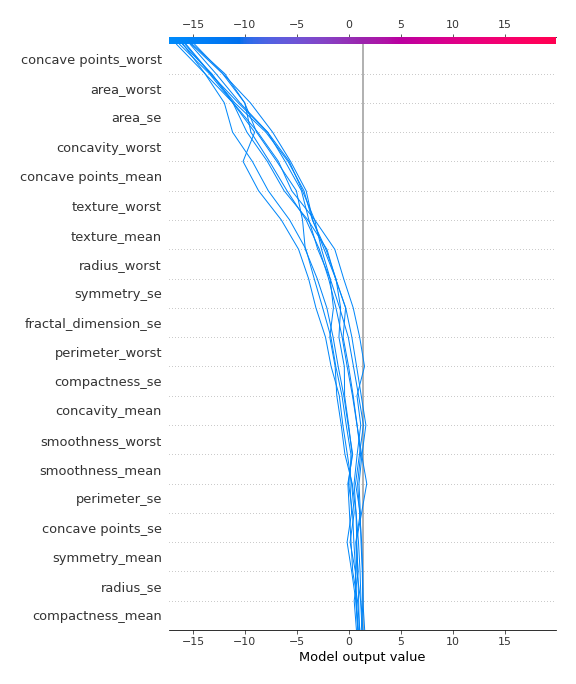 −15 −10 −5 0 5 10 15
concave points_worst
area_worst
area_se
concavity_worst
concave points_mean
texture_worst
texture_mean
radius_worst
symmetry_se
fractal_dimension_se
perimeter_worst
compactness_se
concavity_mean
smoothness_worst
smoothness_mean
perimeter_se
concave points_se
symmetry_mean
radius_se
compactness_mean
−15 −10 −5 0 5 10 15
Model output value